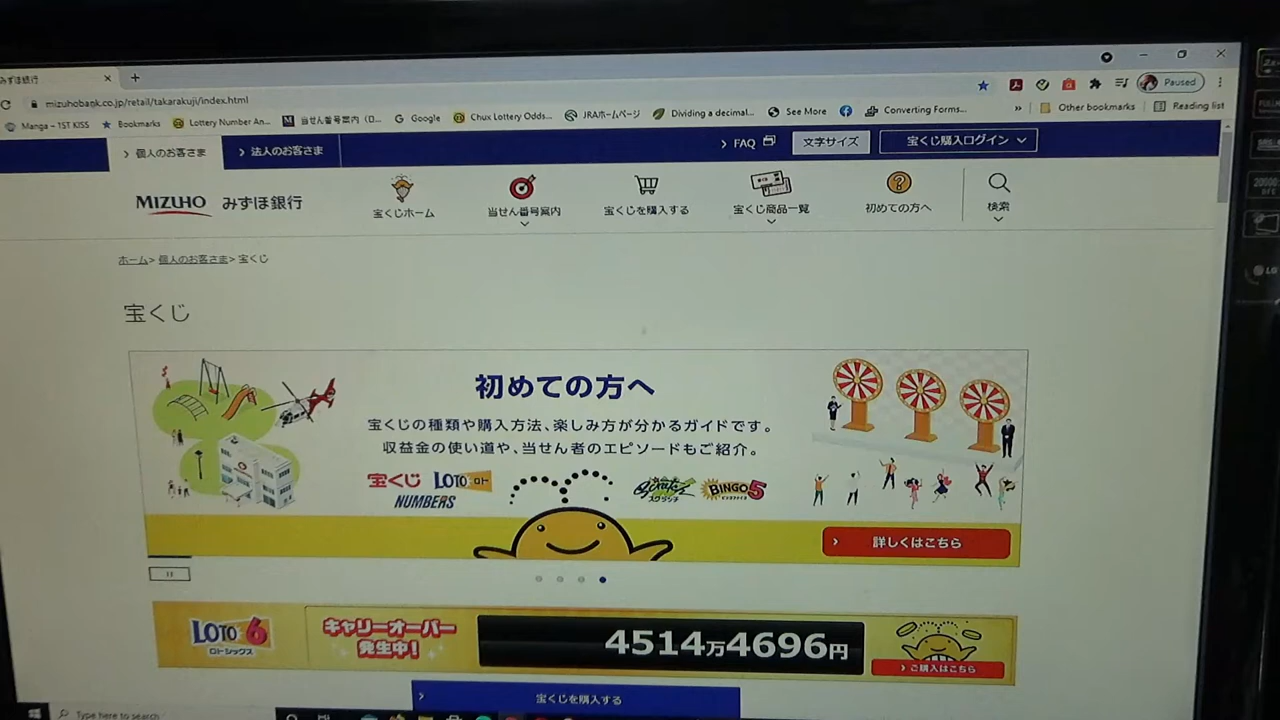 みずほ銀行
mizuhobank.co.jp/retail/takarakuji/index.html
Paused
Manga – 1ST KISS
Bookmarks
Lottery Number An...
当せん番号案内 (D...
Google
Chux Lottery Odds...
JRAホームページ
Dividing a decimal...
See More
Converting Forms...
»
Other bookmarks
Reading list
個人のお客さま
法人のお客さま
FAQ
文字サイズ
宝くじ購入ログイン
MIZUHO みずほ銀行
宝くじホーム
当せん番号案内
宝くじを購入する
宝くじ商品一覧
初めての方へ
検索
ホーム> 個人のお客さま> 宝くじ
宝くじ
初めての方へ
宝くじの種類や購入方法、楽しみ方が分かるガイドです。
収益金の使い道や、当せん者のエピソードもご紹介。
宝くじ LOTO ロト
NUMBERS
スクラッチ
BINGO5
詳しくはこちら
LOTO 6
ロトシックス
キャリーオーバー
発生中!
4514万4696円
ご購入はこちら
宝くじを購入する
Type here to search